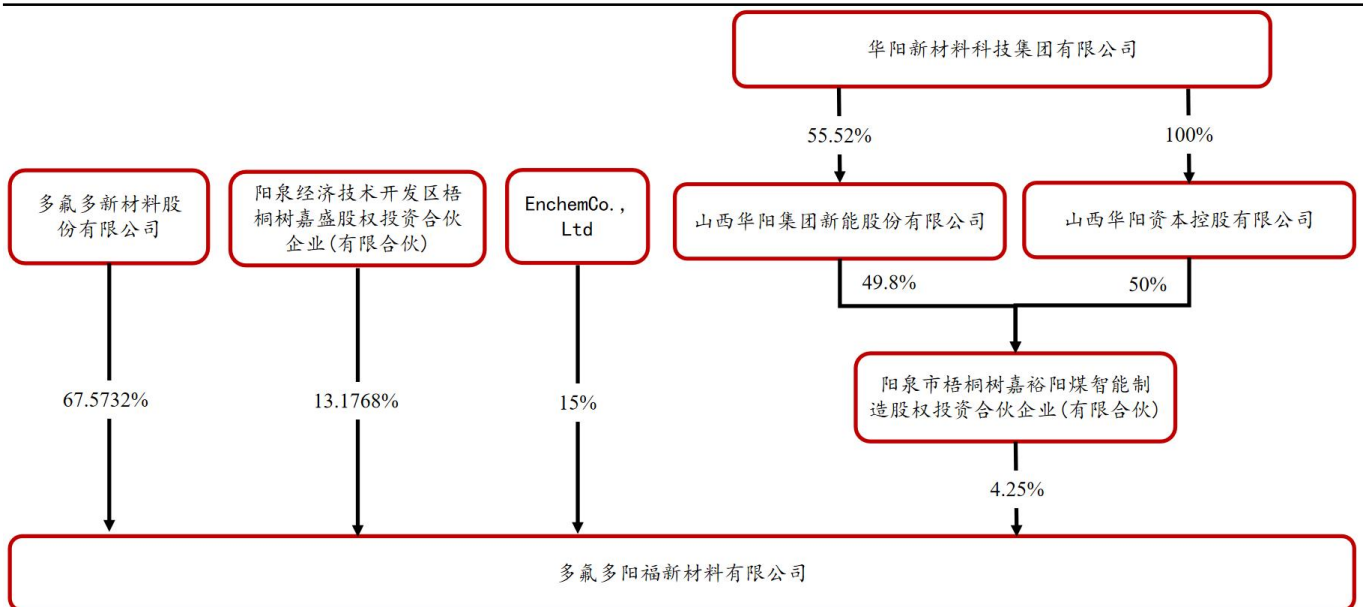 华阳新材料科技集团有限公司
55.52%
100%
多氟多新材料股
份有限公司
阳泉经济技术开发区梧
桐树嘉盛股权投资合伙
企业(有限合伙)
EnchemCo.,
Ltd
山西华阳集团新能股份有限公司
山西华阳资本控股有限公司
49.8%
50%
阳泉市梧桐树嘉裕阳煤智能制
造股权投资合伙企业(有限合伙)
67.5732%
13.1768%
15%
4.25%
多氟多阳福新材料有限公司